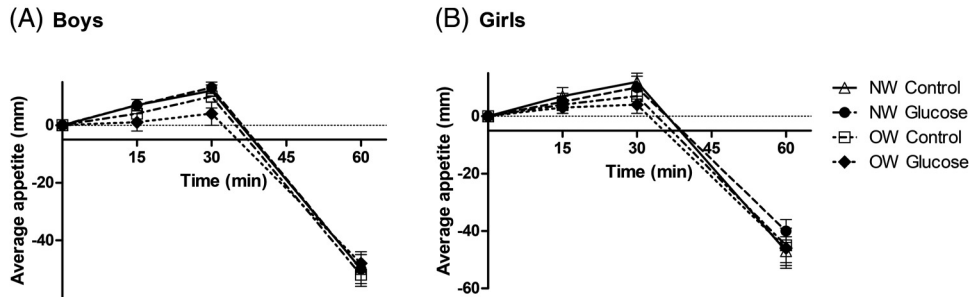 (A) Boys
Average appetite (mm)
0
-20
-40
15
30
45
60
Time (min)
(B) Girls
Average appetite (mm)
0
-20
-40
-60
15
30
45
60
Time (min)
NW Control
NW Glucose
OW Control
OW Glucose